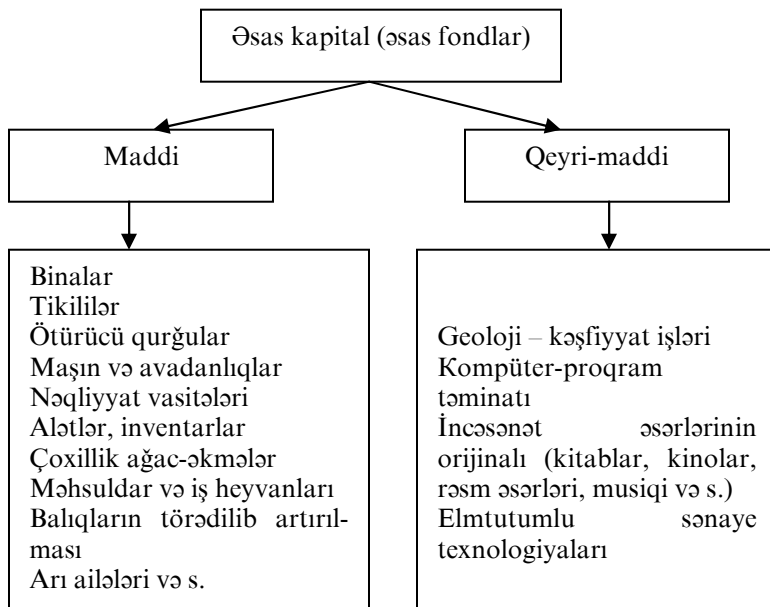 Əsas kapital (əsas fondlar)
Maddi
Qeyri-maddi
Binalar
Tikililər
Ötürücü qurğular
Maşın və avadanlıqlar
Nəqliyyat vasitələri
Alətlər, inventarlar
Çoxillik ağac-əkmələr
Məhsuldar və iş heyvanları
Balıqların törədilib artırıl-
ması
Arı ailələri və s.
Geoloji – kəşfiyyat işləri
Kompüter-proqram
təminatı
İncəsənət əsərlərinin
orijinalı (kitablar, kinolar,
rəsm əsərləri, musiqi və s.)
Elmtutumlu sənaye
texnologiyaları